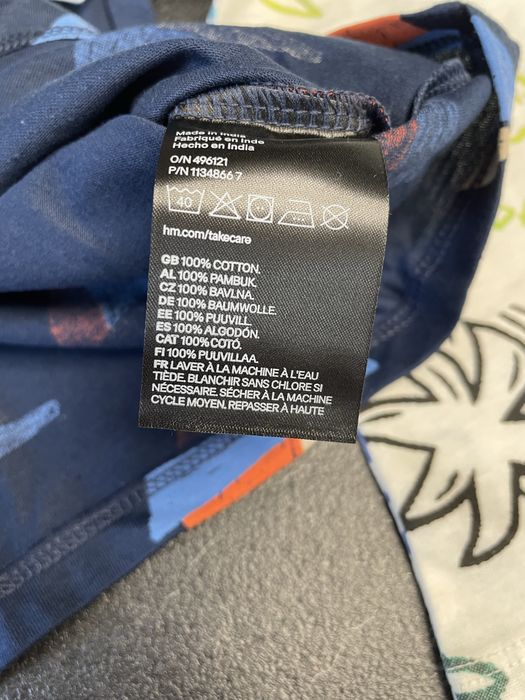 Made in India
Fabriqué en Inde
Hecho en India
O/N 496121
P/N 1134866 7
40
hm.com/takecare
GB 100% COTTON.
AL 100% PAMBUK.
CZ 100% BAVLNA.
DE 100% BAUMWOLLE.
EE 100% PUUVILL.
ES 100% ALGODÓN.
CAT 100% COTÓ.
FI 100% PUUVILLAA.
FR LAVER À LA MACHINE À L'EAU
TIÈDE. BLANCHIR SANS CHLORE SI
NÉCESSAIRE. SÉCHER À LA MACHINE
CYCLE MOYEN. REPASSER À HAUTE